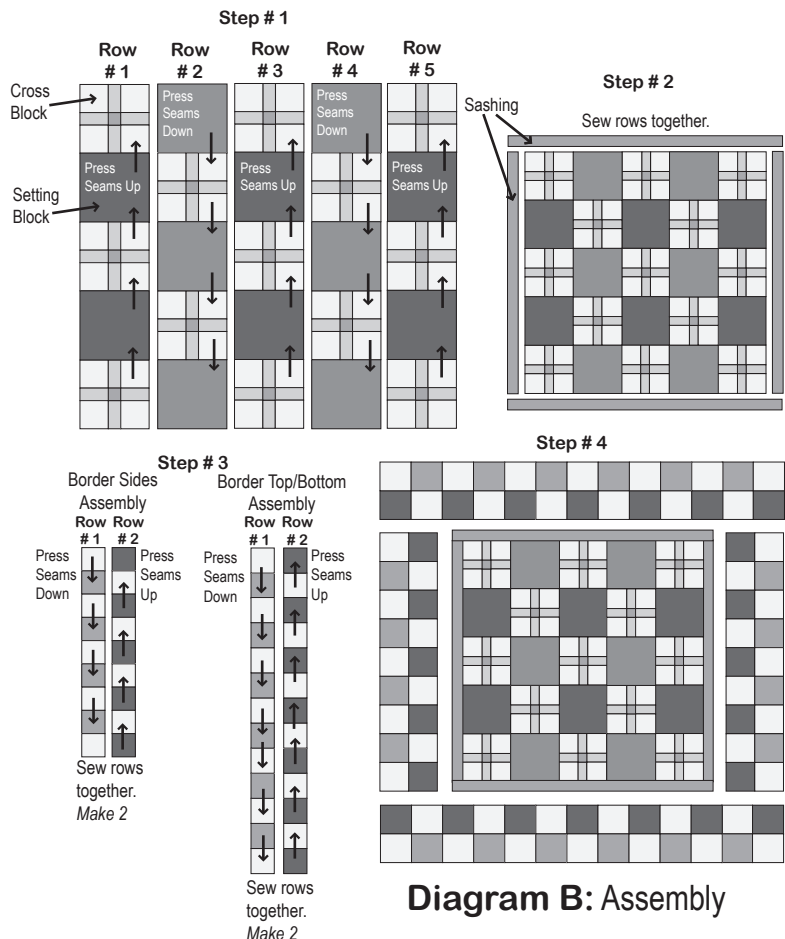 Step # 1
Row
# 1
Row
# 2
Row
# 3
Row
# 4
Row
# 5
Cross
Block
Setting
Block
Press
Seams
Down
Press
Seams
Down
Press
Seams Up
Press
Seams Up
Press
Seams Up
Step # 2
Sashing
Sew rows together.
Step # 3
Border Sides
Assembly
Row
# 1
Row
# 2
Press
Seams
Down
Press
Seams
Up
Sew rows
together.
Make 2
Border Top/Bottom
Assembly
Row
# 1
Row
# 2
Press
Seams
Down
Press
Seams
Up
Sew rows
together.
Make 2
Step # 4
Diagram B: Assembly